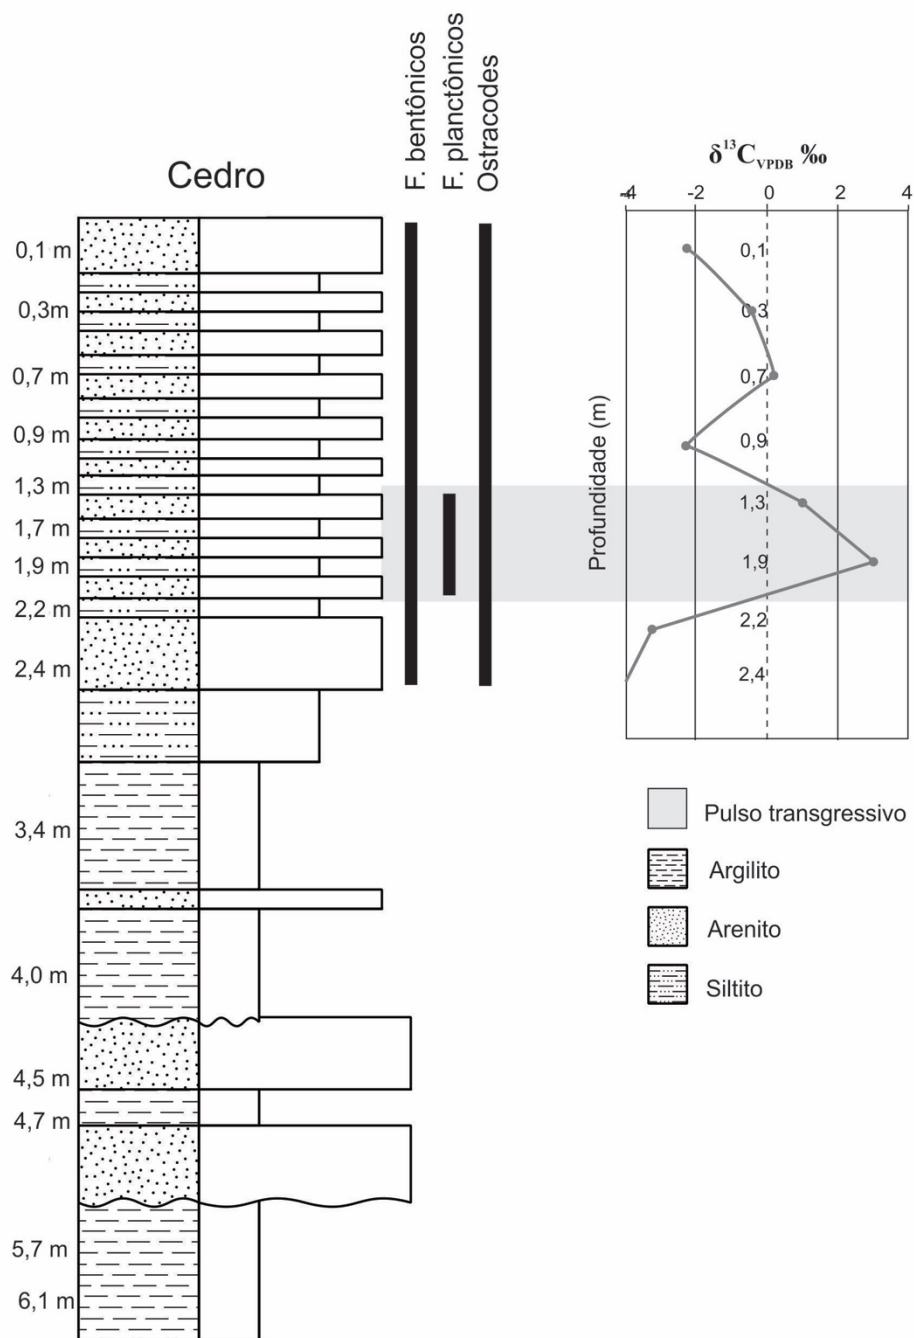 Cedro
F. bentônicos
F. planctônicos
Ostracodes
0,1 m
0,3m
0,7 m
0,9 m
1,3 m
1,7 m
1,9 m
2,2 m
2,4 m
3,4 m
4,0 m
4,5 m
4,7 m
5,7 m
6,1 m
δ¹³C_VPDB ‰
-4 -2 0 2 4
Profundidade (m)
0,1
0,3
0,7
0,9
1,3
1,9
2,2
2,4
Pulso transgressivo
Argilito
Arenito
Siltito